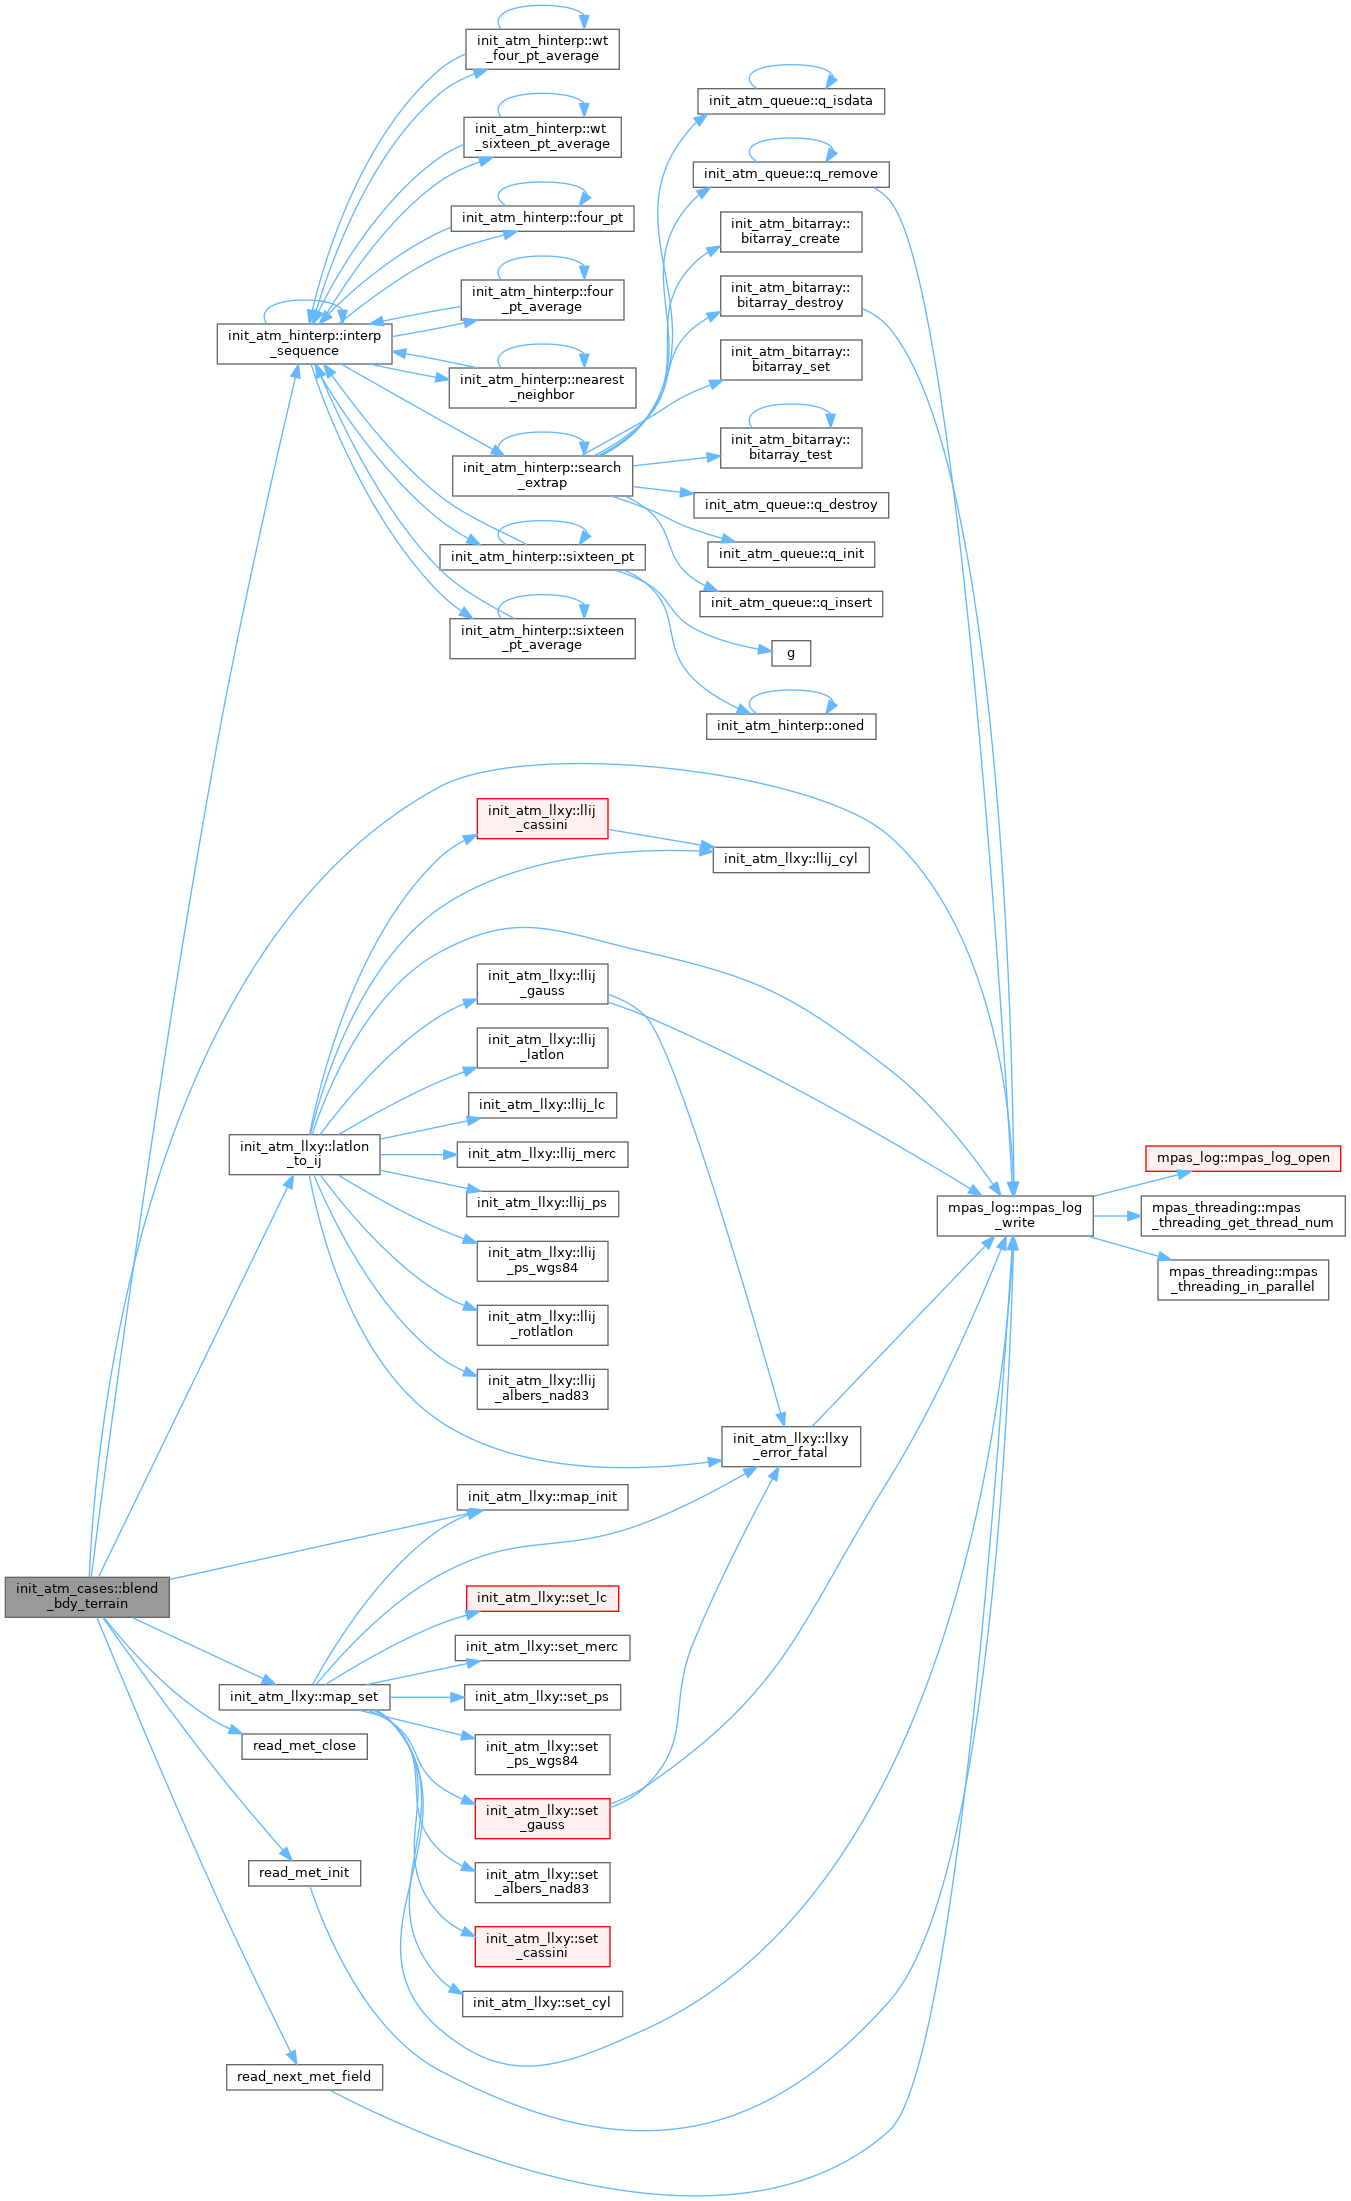 init_atm_hinterp::wt
_four_pt_average
init_atm_queue::q_isdata
init_atm_hinterp::wt
_sixteen_pt_average
init_atm_queue::q_remove
init_atm_hinterp::four_pt
init_atm_bitarray::
bitarray_create
init_atm_hinterp::four
_pt_average
init_atm_bitarray::
bitarray_destroy
init_atm_hinterp::interp
_sequence
init_atm_bitarray::
bitarray_set
init_atm_hinterp::nearest
_neighbor
init_atm_bitarray::
bitarray_test
init_atm_hinterp::search
_extrap
init_atm_queue::q_destroy
init_atm_queue::q_init
init_atm_hinterp::sixteen_pt
init_atm_queue::q_insert
init_atm_hinterp::sixteen
_pt_average
g
init_atm_hinterp::oned
init_atm_llxy::llij
_cassini
init_atm_llxy::llij_cyl
init_atm_llxy::llij
_gauss
init_atm_llxy::llij
_latlon
init_atm_llxy::llij_lc
init_atm_llxy::latlon
_to_ij
init_atm_llxy::llij_merc
mpas_log::mpas_log_open
init_atm_llxy::llij_ps
mpas_log::mpas_log
_write
mpas_threading::mpas
_threading_get_thread_num
init_atm_llxy::llij
_ps_wgs84
mpas_threading::mpas
_threading_in_parallel
init_atm_llxy::llij
_rotlatlon
init_atm_llxy::llij
_albers_nad83
init_atm_llxy::llxy
_error_fatal
init_atm_llxy::map_init
init_atm_cases::blend
_bdy_terrain
init_atm_llxy::set_lc
init_atm_llxy::set_merc
init_atm_llxy::map_set
init_atm_llxy::set_ps
read_met_close
init_atm_llxy::set
_ps_wgs84
init_atm_llxy::set
_gauss
read_met_init
init_atm_llxy::set
_albers_nad83
init_atm_llxy::set
_cassini
init_atm_llxy::set_cyl
read_next_met_field